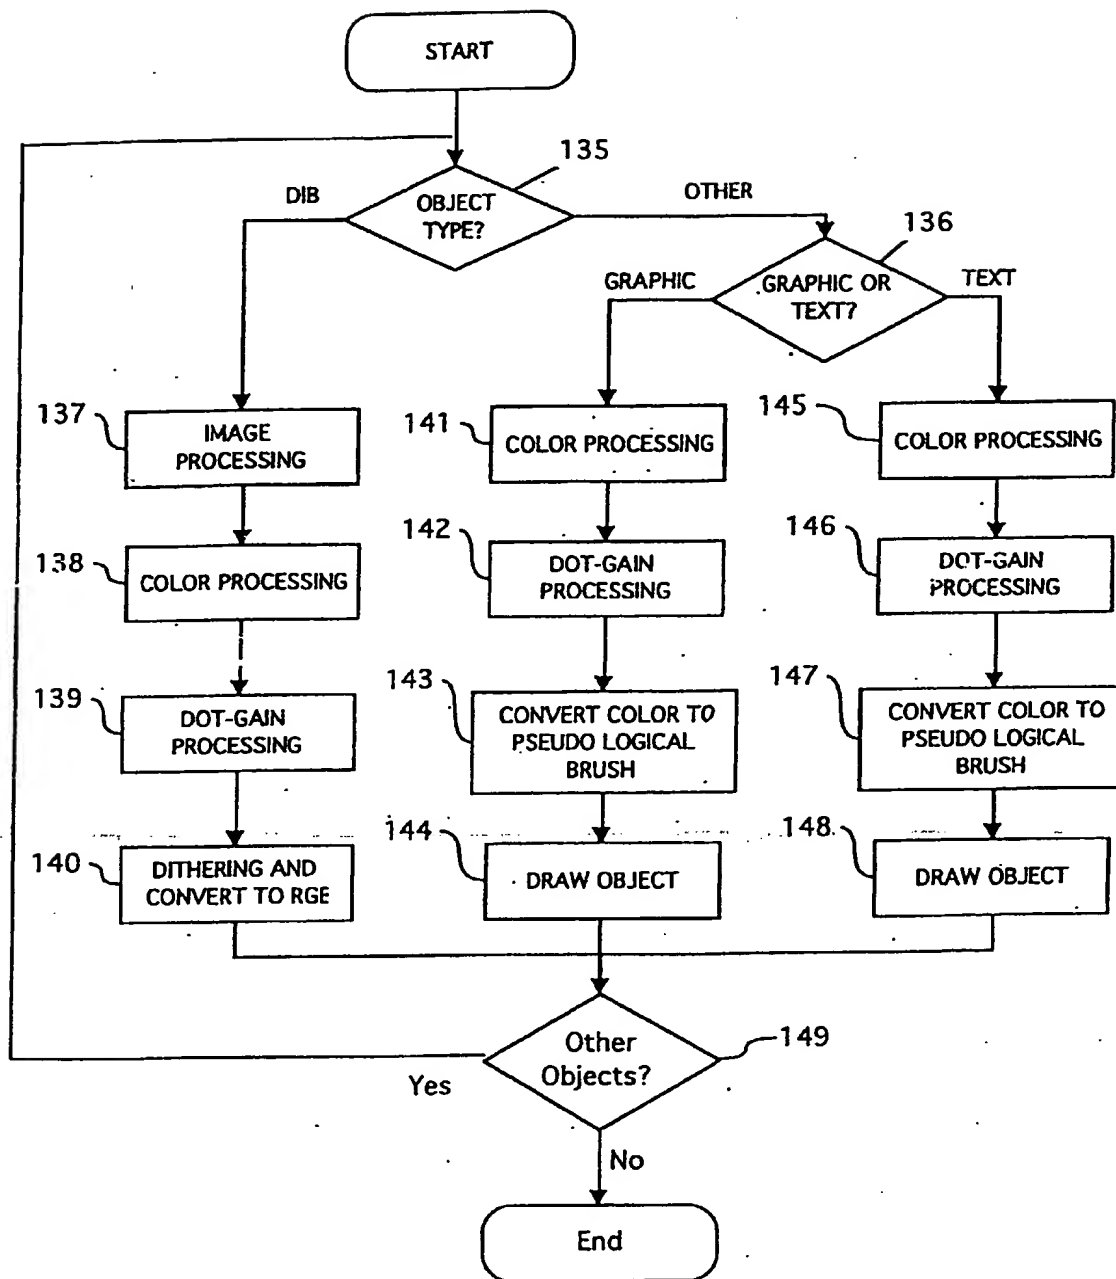 START
135
OBJECT
TYPE?
DIB
OTHER
136
GRAPHIC OR
TEXT?
GRAPHIC
TEXT
137
IMAGE
PROCESSING
141
COLOR PROCESSING
145
COLOR PROCESSING
138
COLOR PROCESSING
142
DOT-GAIN
PROCESSING
146
DOT-GAIN
PROCESSING
139
DOT-GAIN
PROCESSING
143
CONVERT COLOR TO
PSEUDO LOGICAL
BRUSH
147
CONVERT COLOR TO
PSEUDO LOGICAL
BRUSH
140
DITHERING AND
CONVERT TO RGE
144
DRAW OBJECT
148
DRAW OBJECT
Other
Objects?
149
Yes
No
End